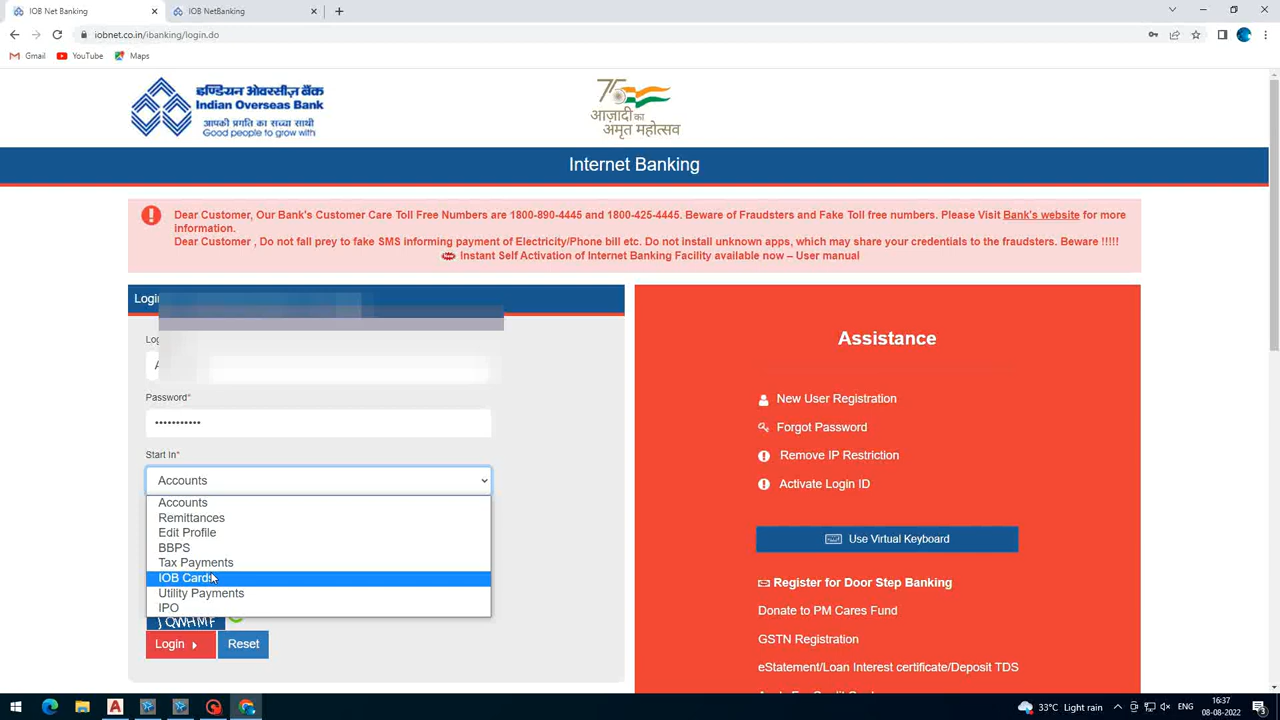 IOB Net Banking
IOB NetBanking
iobnet.co.in/ibanking/login.do
Gmail
YouTube
Maps
इण्डियन ओवरसीज़ बैंक
Indian Overseas Bank
आपकी प्रगति का सच्चा साथी
Good people to grow with
75
आज़ादी का
अमृत महोत्सव
Internet Banking
Dear Customer, Our Bank's Customer Care Toll Free Numbers are 1800-890-4445 and 1800-425-4445. Beware of Fraudsters and Fake Toll free numbers. Please Visit Bank's website for more
information.
Dear Customer , Do not fall prey to fake SMS informing payment of Electricity/Phone bill etc. Do not install unknown apps, which may share your credentials to the fraudsters. Beware !!!!!
Instant Self Activation of Internet Banking Facility available now – User manual
Password*
Start In*
Accounts
Accounts
Remittances
Edit Profile
BBPS
Tax Payments
IOB Cards
Utility Payments
IPO
Login
Reset
Assistance
New User Registration
Forgot Password
Remove IP Restriction
Activate Login ID
Use Virtual Keyboard
Register for Door Step Banking
Donate to PM Cares Fund
GSTN Registration
eStatement/Loan Interest certificate/Deposit TDS
33°C Light rain
ENG
16:37
08-08-2022